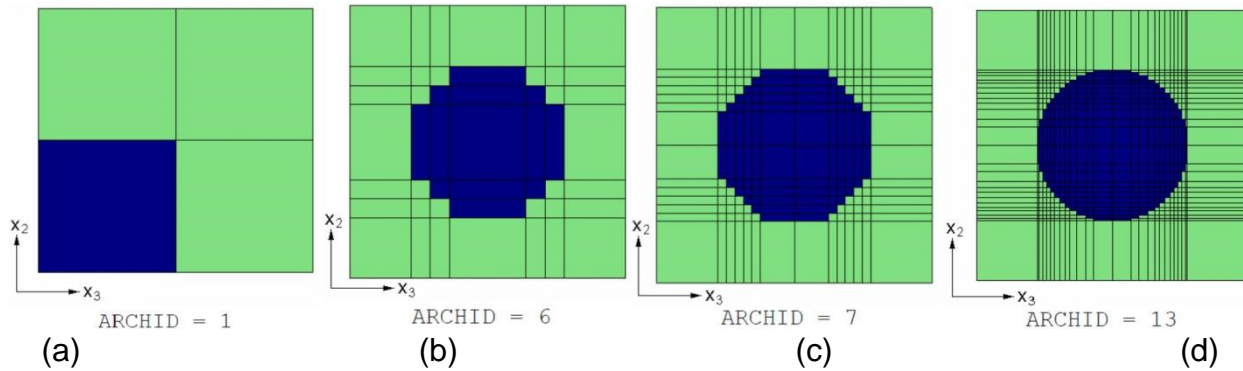 x2
x3
ARCHID = 1
(a)
x2
x3
ARCHID = 6
(b)
x2
x3
ARCHID = 7
(c)
x2
x3
ARCHID = 13
(d)